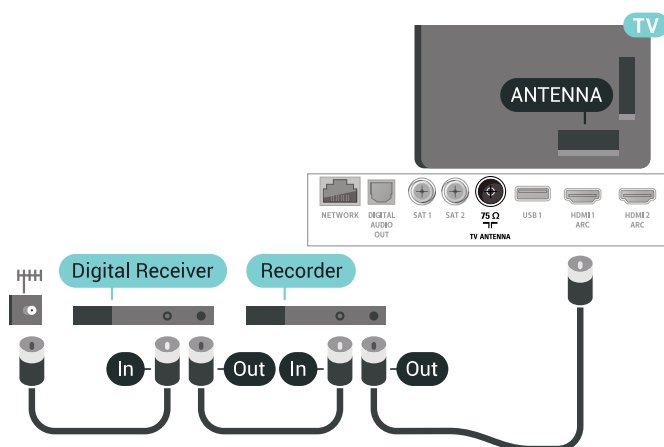 TV
ANTENNA
NETWORK
DIGITAL
AUDIO
OUT
SAT 1
SAT 2
75 Ω
TV ANTENNA
USB 1
HDMI 1
ARC
HDMI 2
ARC
Digital Receiver
Recorder
In
Out
In
Out